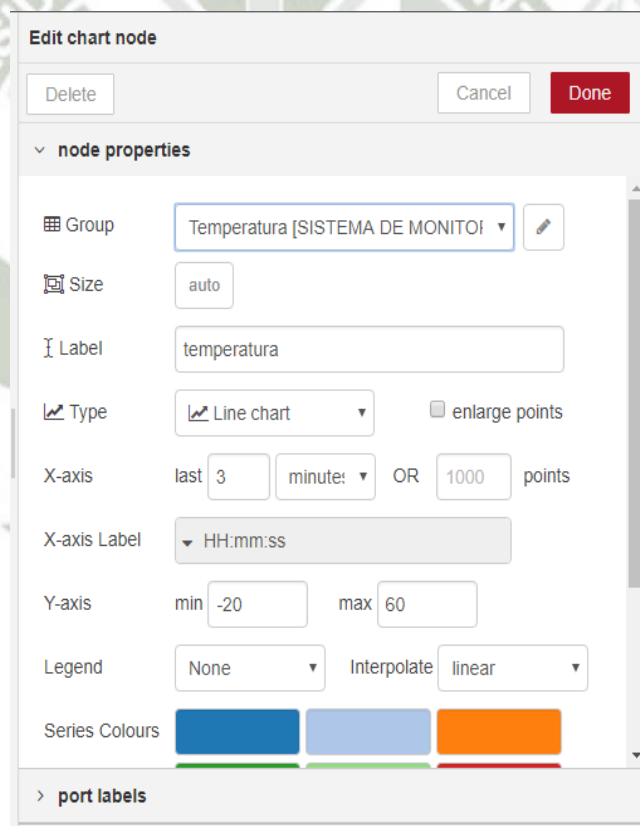 Edit chart node
Delete Cancel Done
node properties
Group Temperatura [SISTEMA DE MONITOR
Size auto
Label temperatura
Type Line chart enlarge points
X-axis last 3 minutes OR 1000 points
X-axis Label HH:mm:ss
Y-axis min -20 max 60
Legend None Interpolate linear
Series Colours
port labels